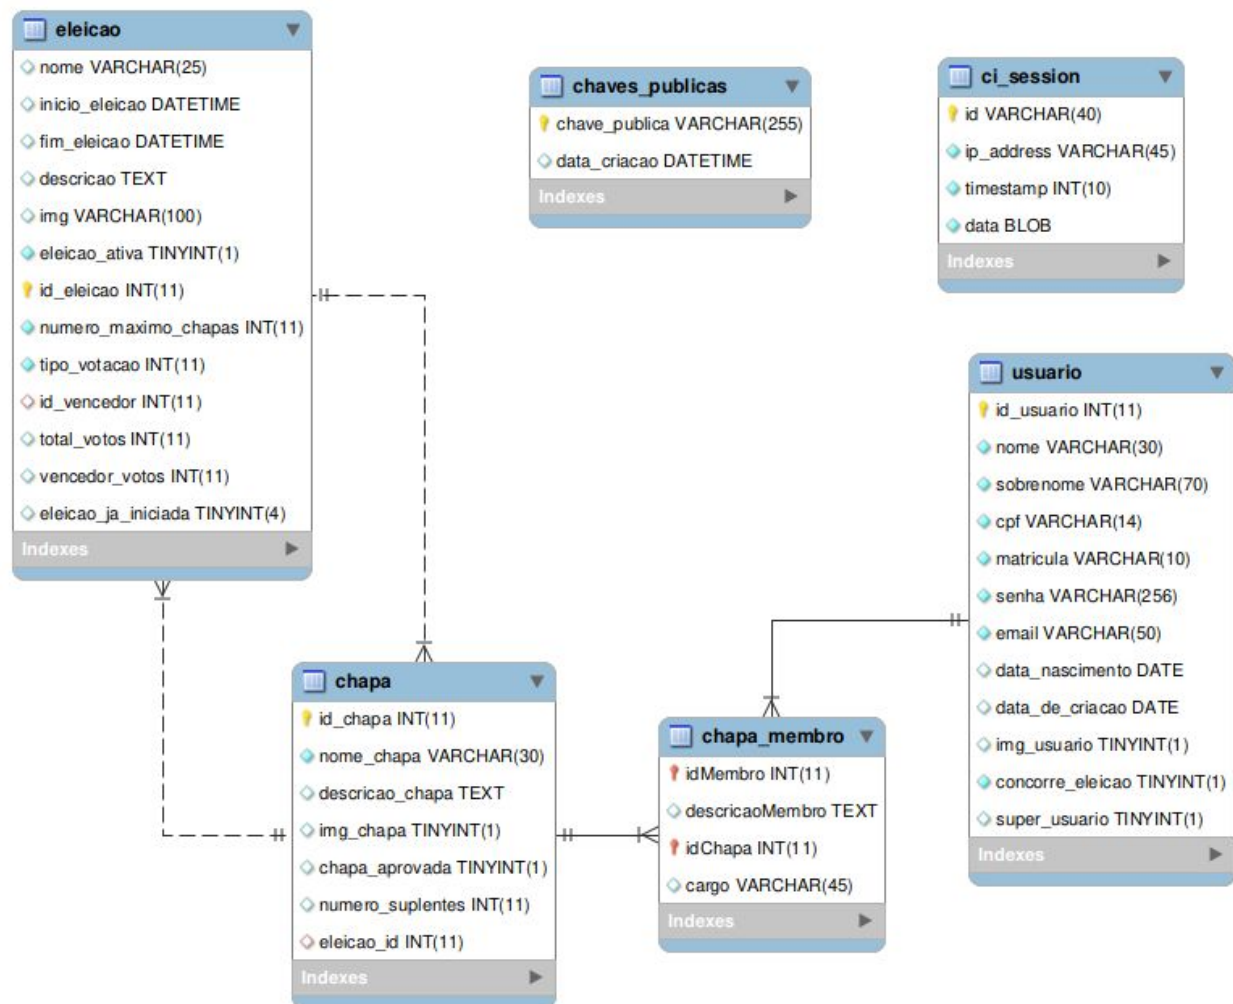 eleicao
nome VARCHAR(25)
inicio_eleicao DATETIME
fim_eleicao DATETIME
descricao TEXT
img VARCHAR(100)
eleicao_ativa TINYINT(1)
id_eleicao INT(11)
numero_maximo_chapas INT(11)
tipo_votacao INT(11)
id_vencedor INT(11)
total_votos INT(11)
vencedor_votos INT(11)
eleicao_ja_iniciada TINYINT(4)
Indexes
chaves_publicas
chave_publica VARCHAR(255)
data_criacao DATETIME
Indexes
ci_session
id VARCHAR(40)
ip_address VARCHAR(45)
timestamp INT(10)
data BLOB
Indexes
usuario
id_usuario INT(11)
nome VARCHAR(30)
sobrenome VARCHAR(70)
cpf VARCHAR(14)
matricula VARCHAR(10)
senha VARCHAR(256)
email VARCHAR(50)
data_nascimento DATE
data_de_criacao DATE
img_usuario TINYINT(1)
concorre_eleicao TINYINT(1)
super_usuario TINYINT(1)
Indexes
chapa
id_chapa INT(11)
nome_chapa VARCHAR(30)
descricao_chapa TEXT
img_chapa TINYINT(1)
chapa_aprovada TINYINT(1)
numero_suplentes INT(11)
eleicao_id INT(11)
Indexes
chapa_membro
idMembro INT(11)
descricaoMembro TEXT
idChapa INT(11)
cargo VARCHAR(45)
Indexes